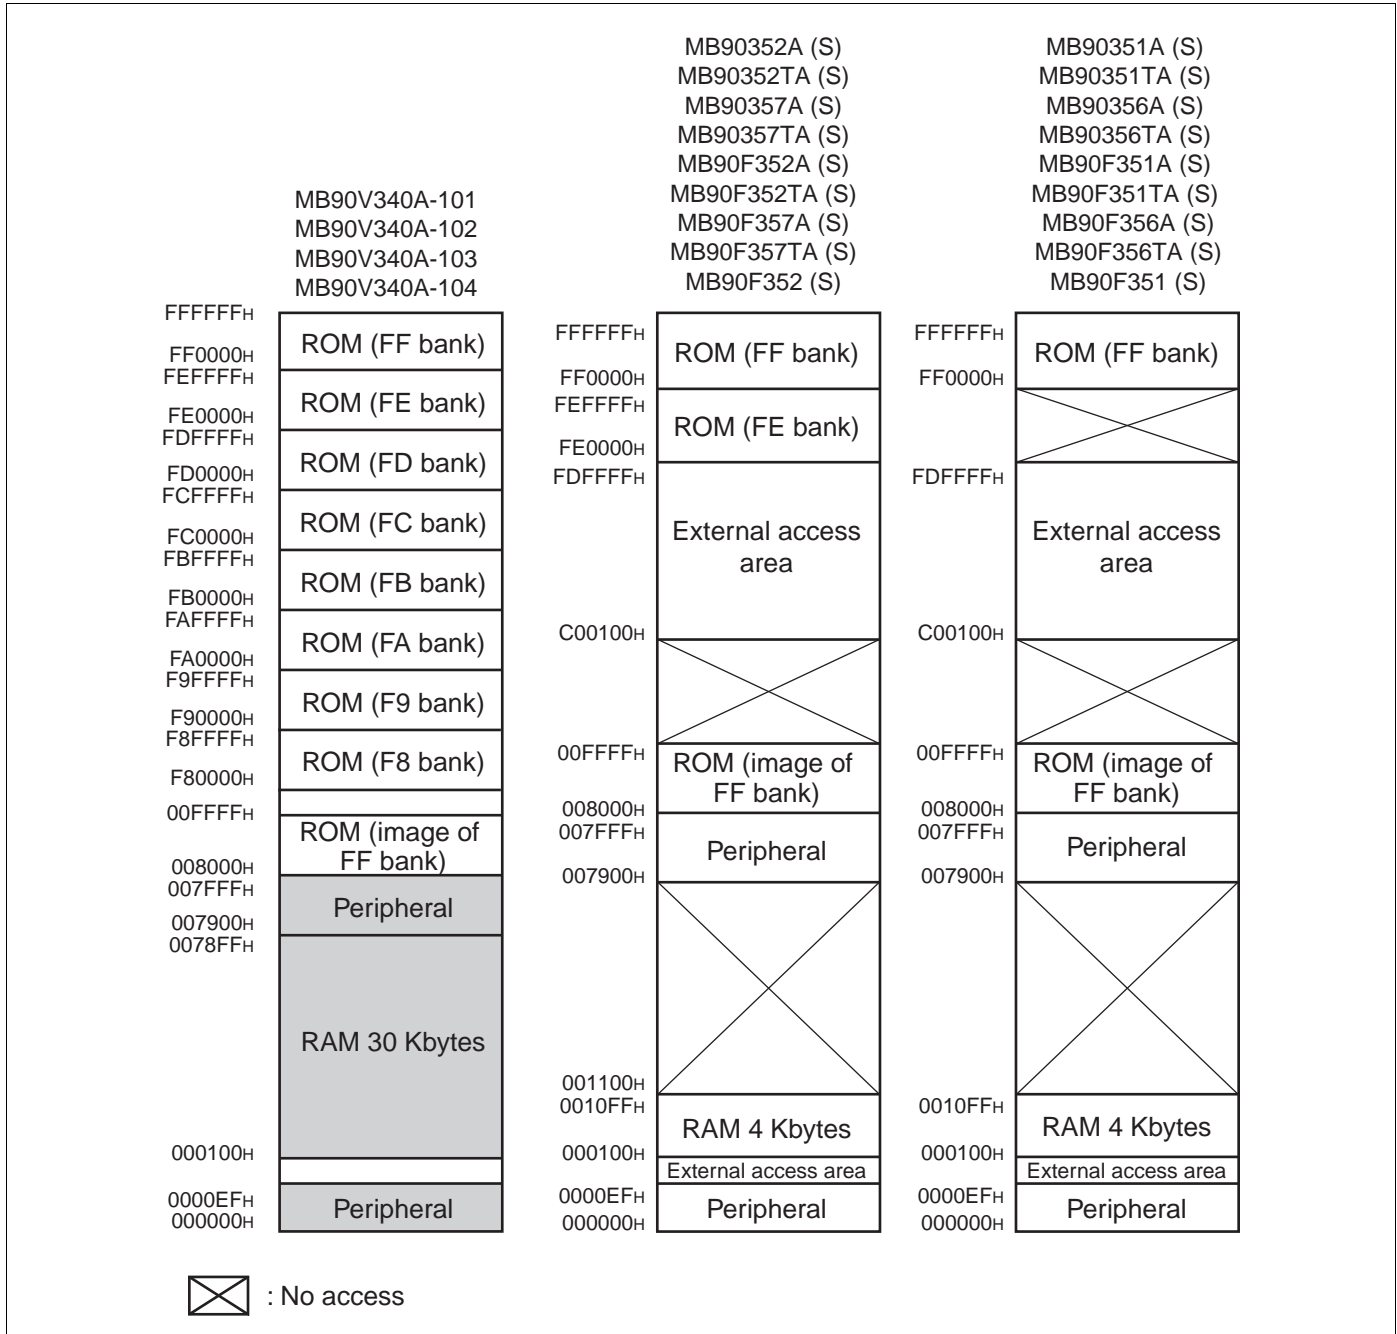 MB90V340A-101
MB90V340A-102
MB90V340A-103
MB90V340A-104
FFFFFFH
ROM (FF bank)
FF0000H
FEFFFFH
ROM (FE bank)
FE0000H
FDFFFFH
ROM (FD bank)
FD0000H
FCFFFFH
ROM (FC bank)
FC0000H
FBFFFFH
ROM (FB bank)
FB0000H
FAFFFFH
ROM (FA bank)
FA0000H
F9FFFFH
ROM (F9 bank)
F90000H
F8FFFFH
ROM (F8 bank)
F80000H
00FFFFH
ROM (image of
FF bank)
008000H
007FFFH
Peripheral
007900H
0078FFH
RAM 30 Kbytes
000100H
0000EFH
Peripheral
000000H
MB90352A (S)
MB90352TA (S)
MB90357A (S)
MB90357TA (S)
MB90F352A (S)
MB90F352TA (S)
MB90F357A (S)
MB90F357TA (S)
MB90F352 (S)
FFFFFFH
ROM (FF bank)
FF0000H
FEFFFFH
ROM (FE bank)
FE0000H
FDFFFFH
External access
area
C00100H
00FFFFH
ROM (image of
FF bank)
008000H
007FFFH
Peripheral
007900H
001100H
0010FFH
RAM 4 Kbytes
000100H
External access area
0000EFH
Peripheral
000000H
MB90351A (S)
MB90351TA (S)
MB90356A (S)
MB90356TA (S)
MB90F351A (S)
MB90F351TA (S)
MB90F356A (S)
MB90F356TA (S)
MB90F351 (S)
FFFFFFH
ROM (FF bank)
FF0000H
FDFFFFH
External access
area
C00100H
00FFFFH
ROM (image of
FF bank)
008000H
007FFFH
Peripheral
007900H
0010FFH
RAM 4 Kbytes
000100H
External access area
0000EFH
Peripheral
000000H
: No access